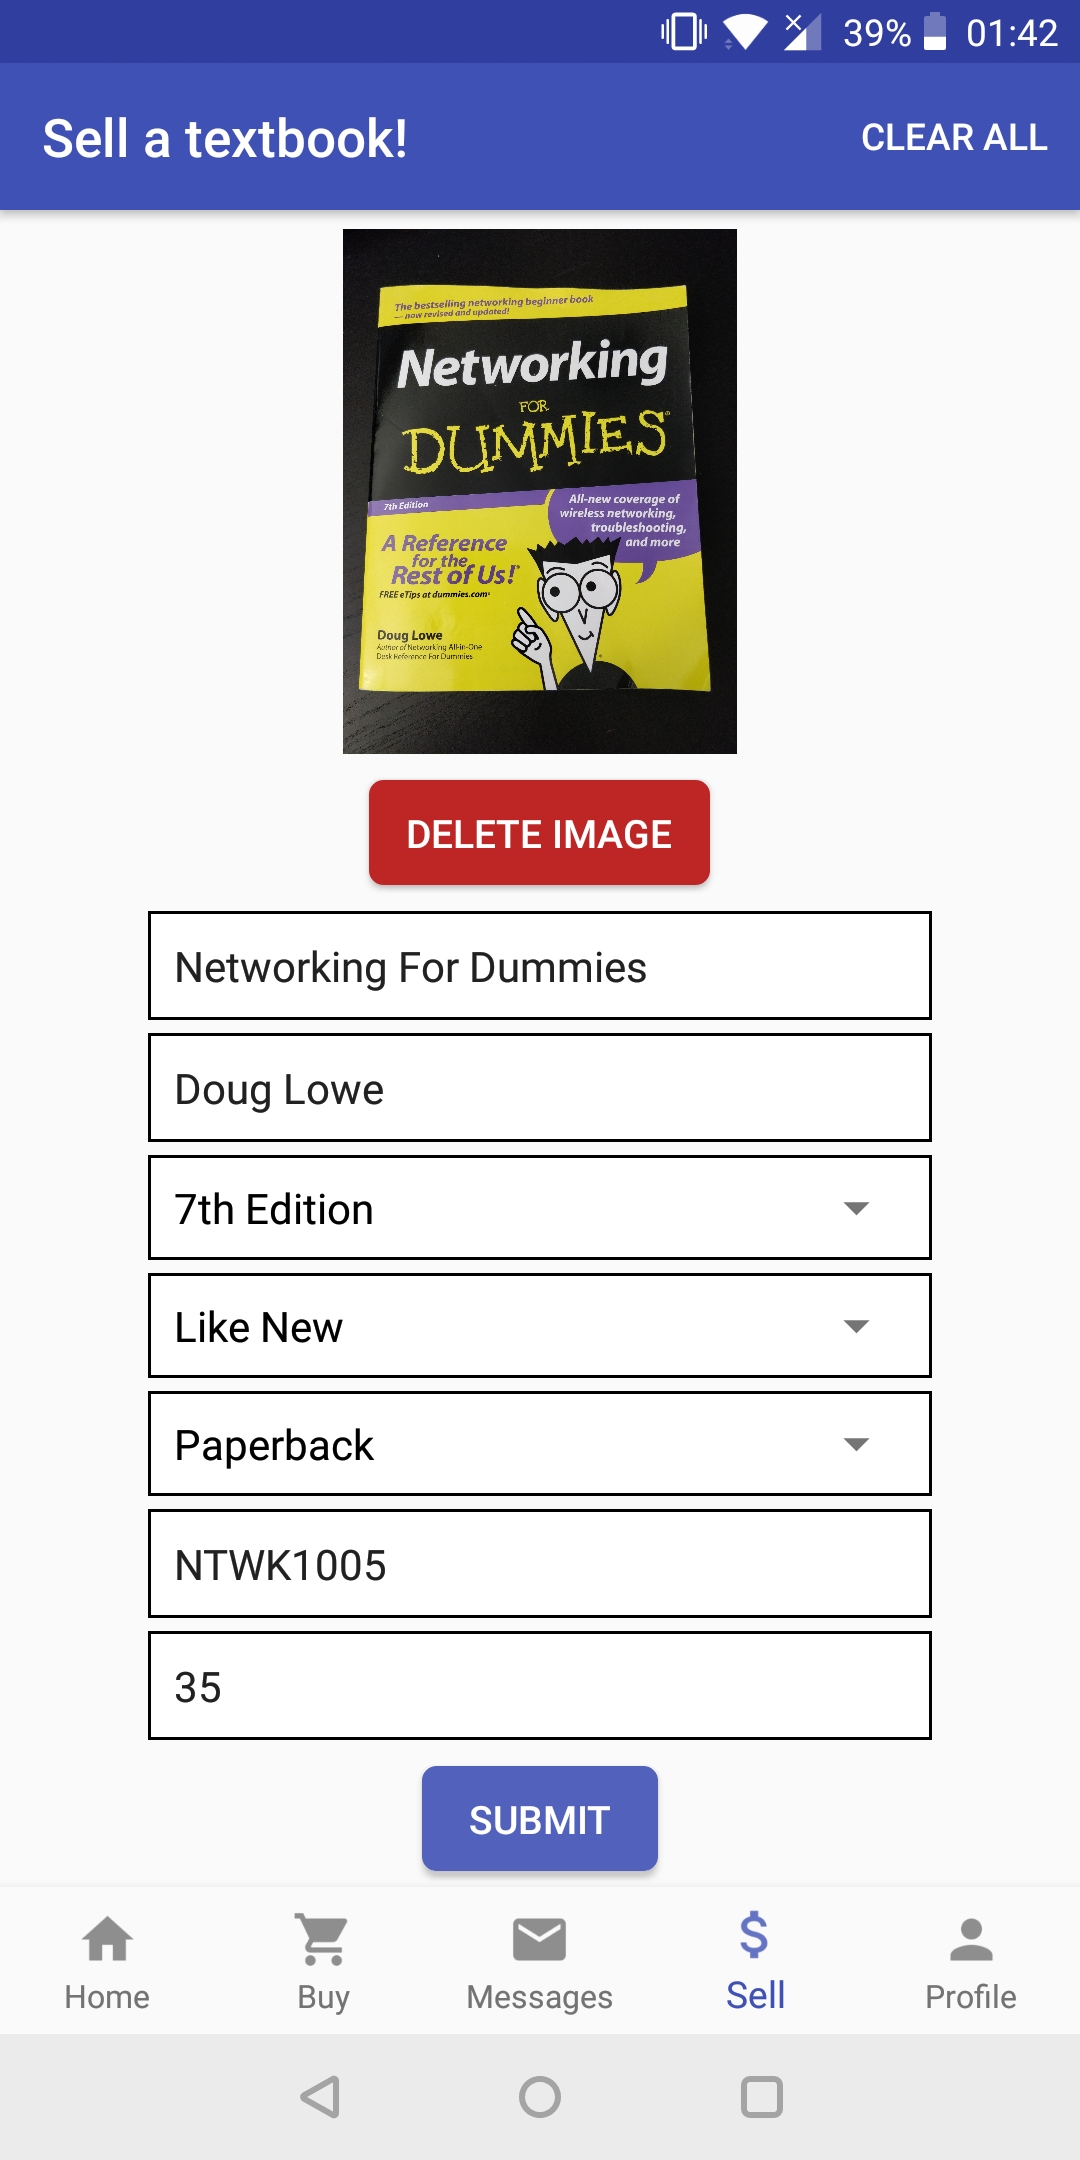 39% 01:42
Sell a textbook!
CLEAR ALL
The bestselling networking beginner book
— now revised and updated!
Networking
FOR
DUMMIES®
7th Edition
All-new coverage of
wireless networking,
troubleshooting,
and more
A Reference
for the
Rest of Us!®
FREE eTips at dummies.com®
Doug Lowe
Author of Networking All-in-One
Desk Reference For Dummies
DELETE IMAGE
Networking For Dummies
Doug Lowe
7th Edition
Like New
Paperback
NTWK1005
35
SUBMIT
Home
Buy
Messages
$
Sell
Profile